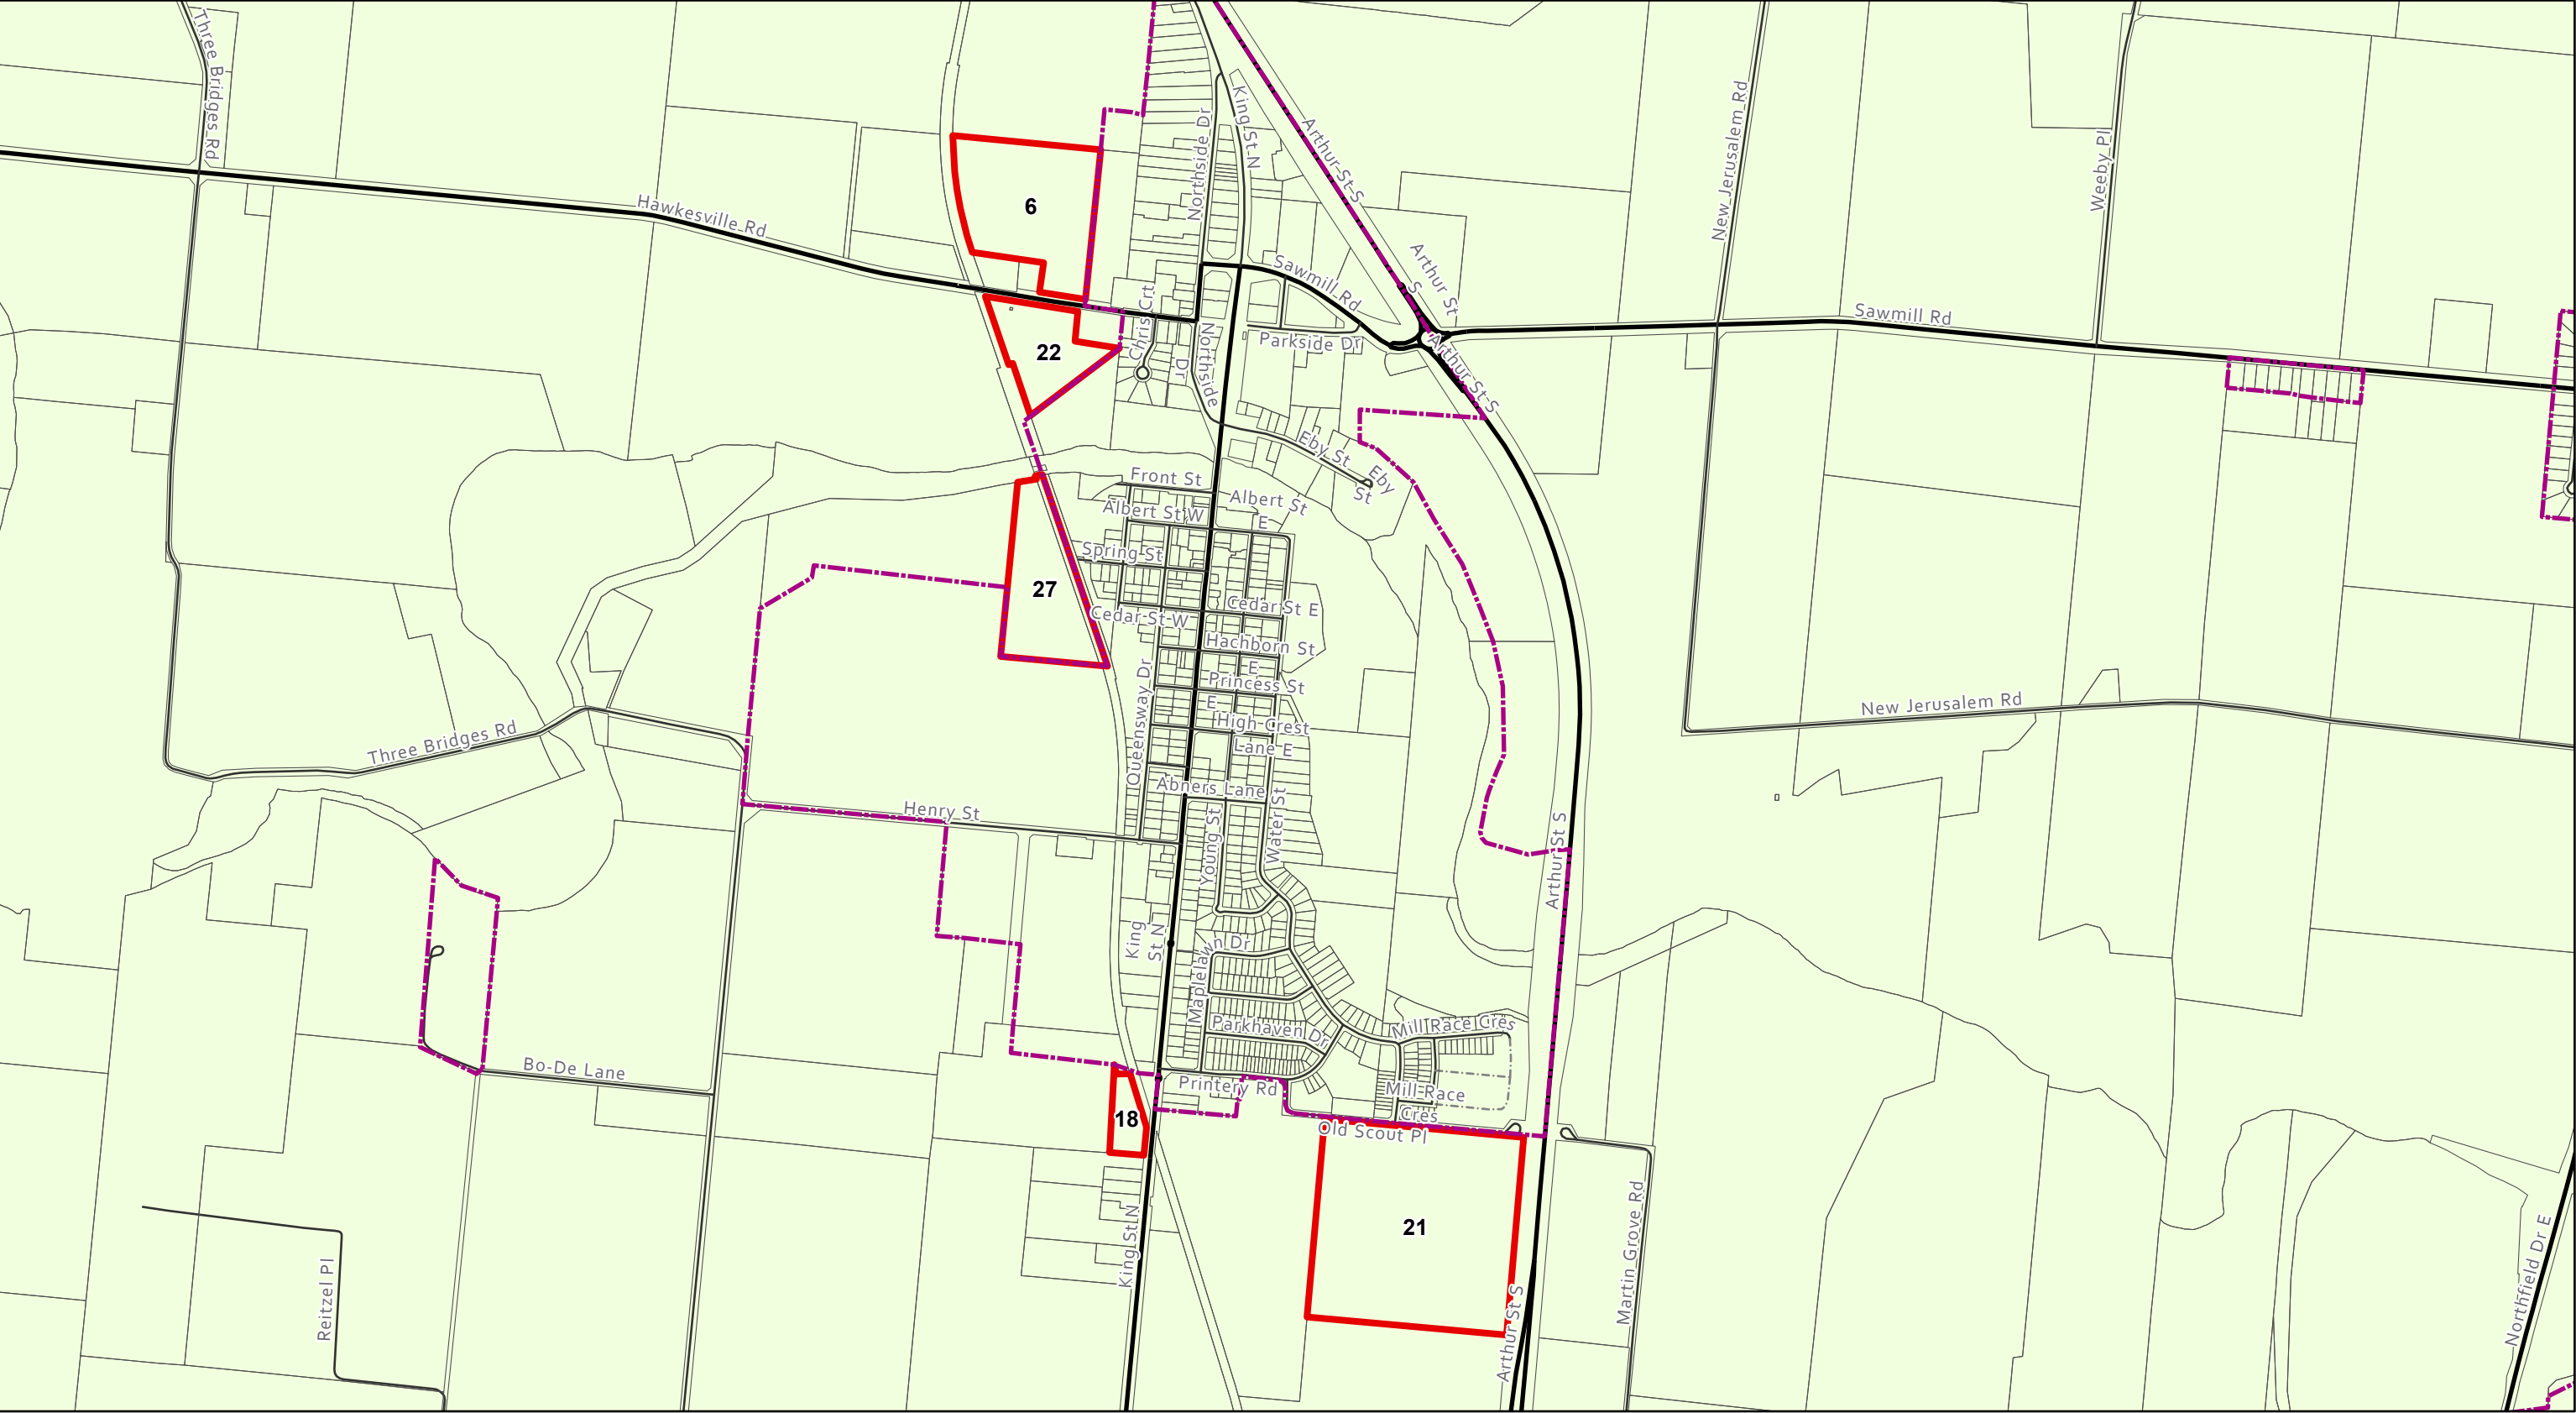 Three Bridges Rd
Hawkesville Rd
6
Northside Dr
King St N
Arthur St S
Arthur St
S
New Jerusalem Rd
Weeby Pl
Sawmill Rd
Sawmill Rd
Chris Crt
22
Northside
Dr
Parkside Dr
Arthur St S
Eby St
Eby
St
Front St
Albert St W
Albert St
E
Spring St
27
Cedar St W
Cedar St E
Hachborn St
E
Princess St
E
High Crest
Lane E
Queensway Dr
New Jerusalem Rd
Three Bridges Rd
Henry St
Abners Lane
Young St
Water St
Arthur St S
King
St N
Maplelawn Dr
Parkhaven Dr
Mill Race Cres
Bo-De Lane
Printery Rd
Mill Race
Cres
18
Old Scout Pl
21
King St N
Reitzel Pl
Arthur St S
Martin Grove Rd
Northfield Dr E